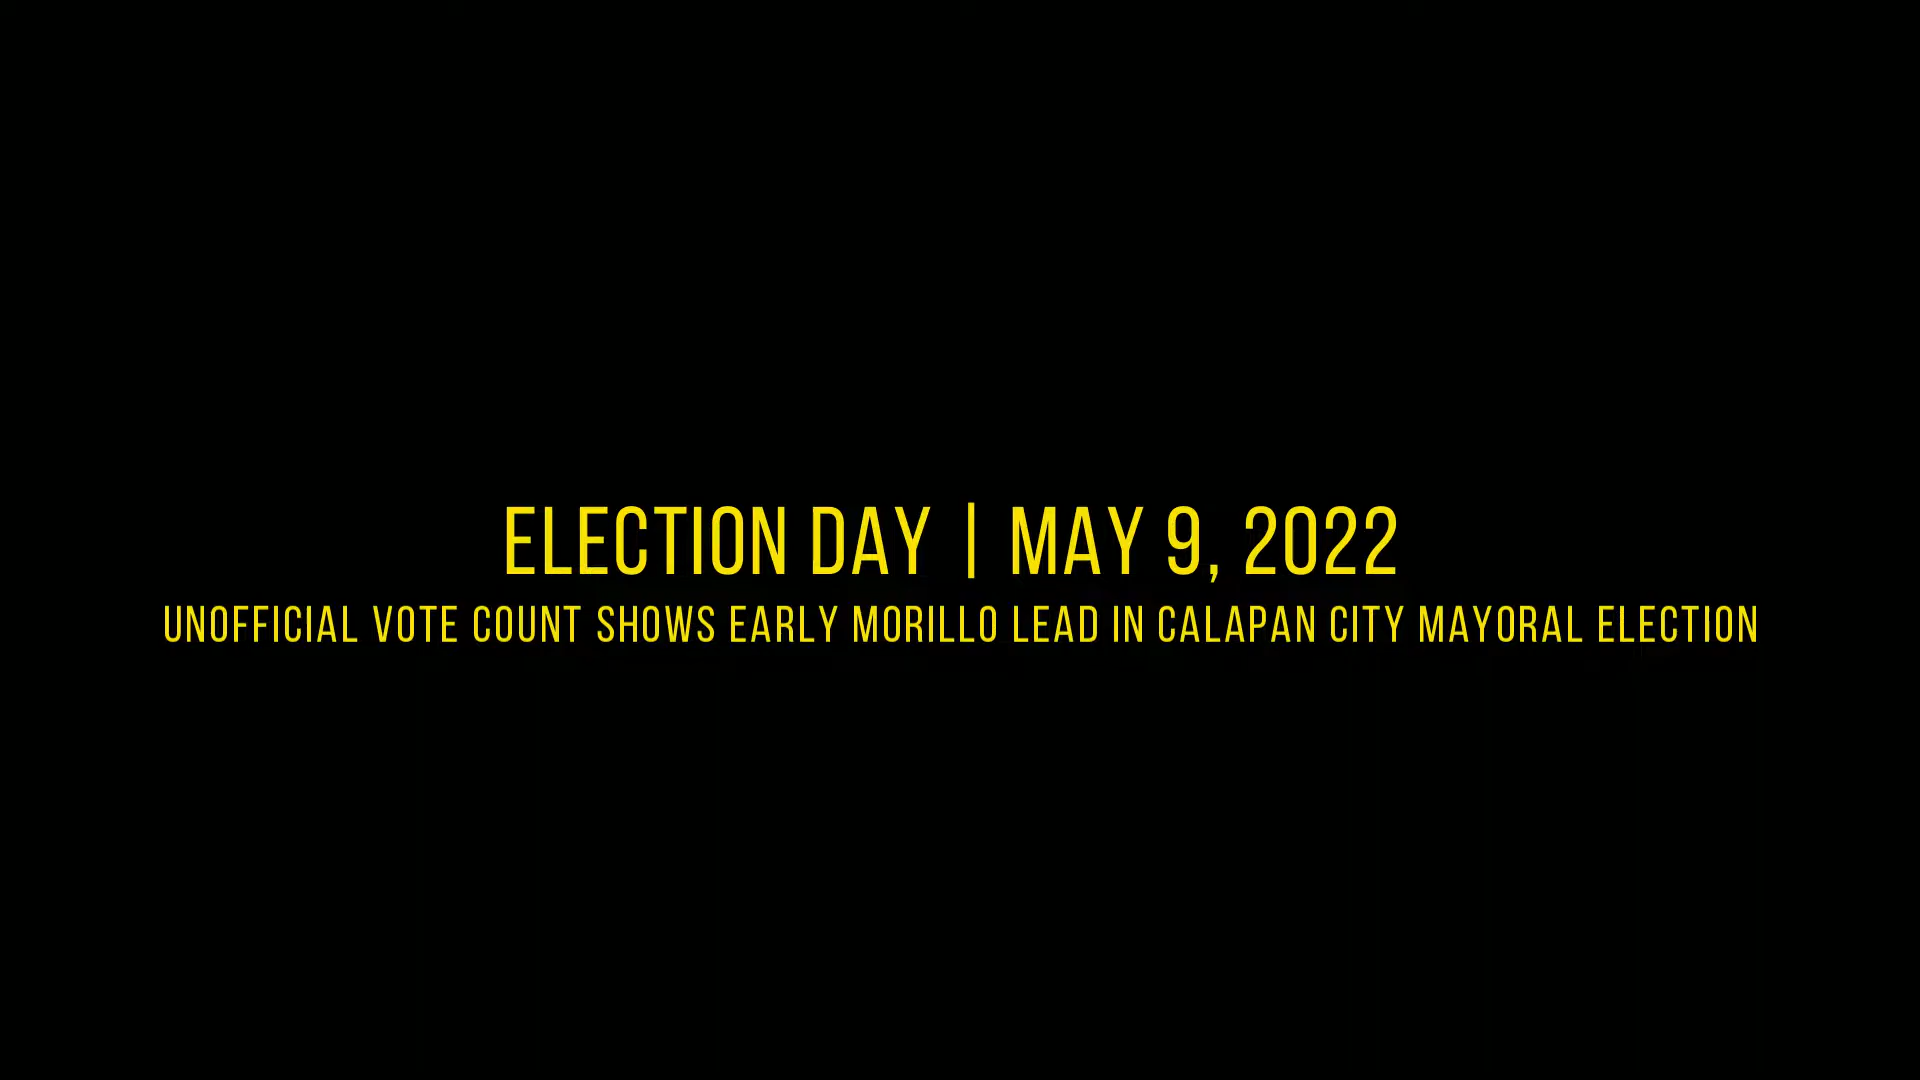 ELECTION DAY | MAY 9, 2022
UNOFFICIAL VOTE COUNT SHOWS EARLY MORILLO LEAD IN CALAPAN CITY MAYORAL ELECTION